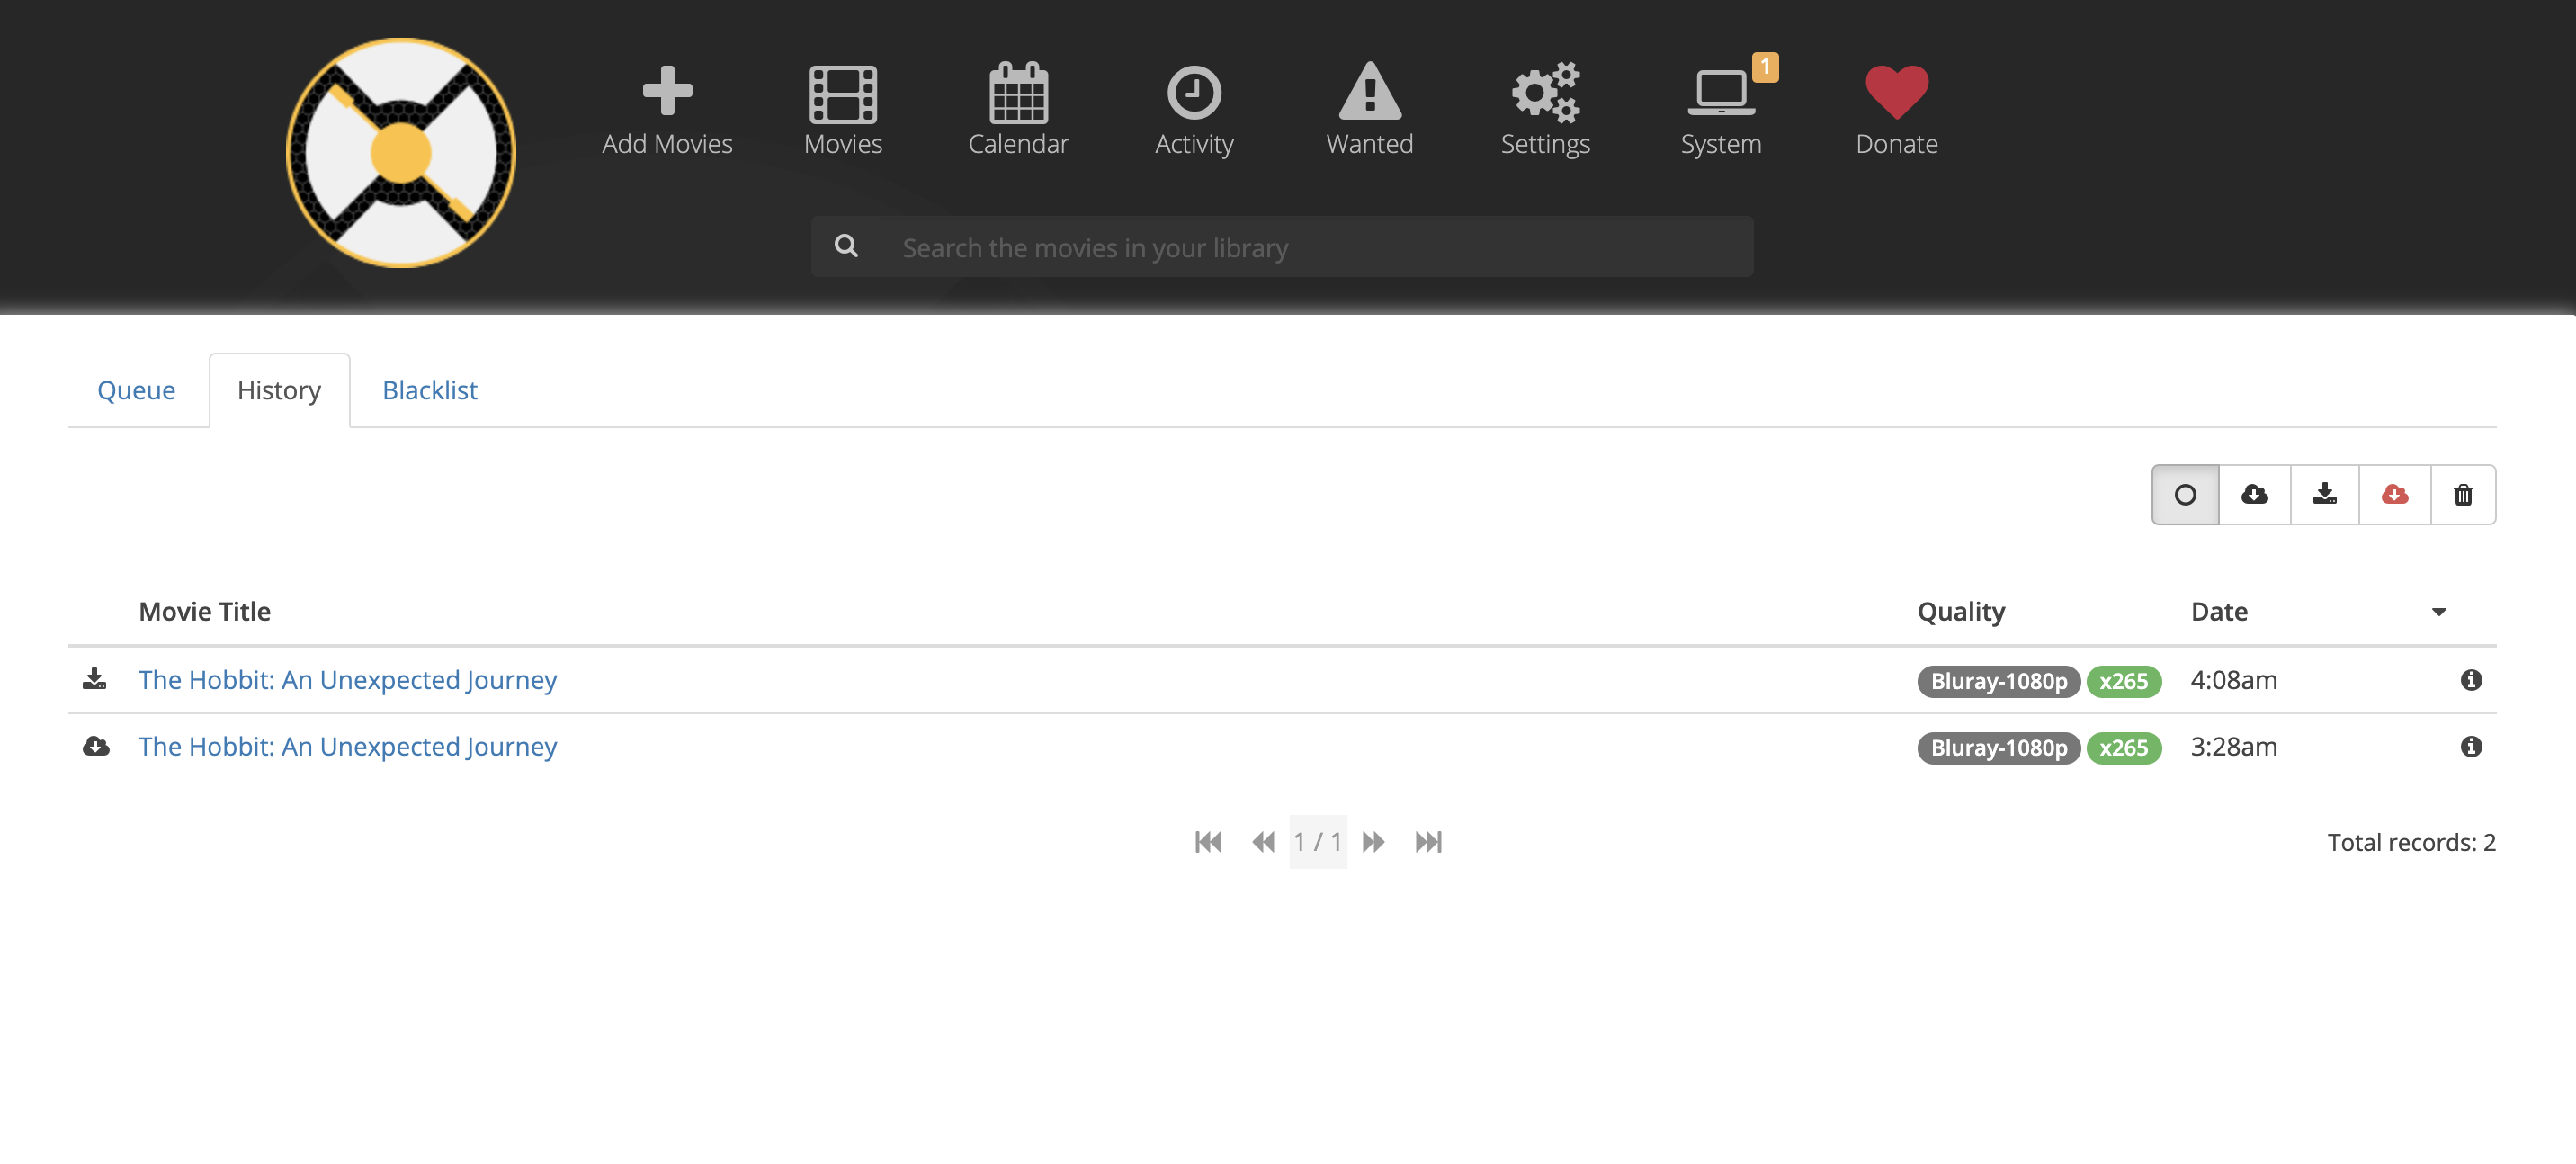 Add Movies Movies Calendar Activity Wanted Settings System 1 Donate
Search the movies in your library
Queue History Blacklist
Movie Title Quality Date
The Hobbit: An Unexpected Journey Bluray-1080p x265 4:08am
The Hobbit: An Unexpected Journey Bluray-1080p x265 3:28am
1 / 1 Total records: 2